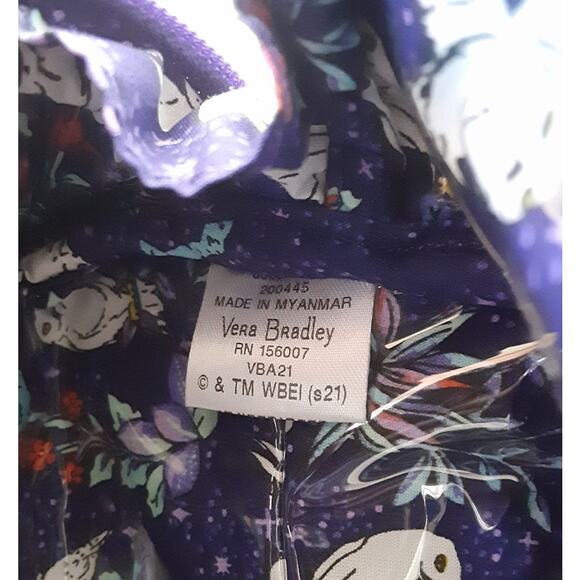 200445
MADE IN MYANMAR
Vera Bradley
RN 156007
VBA21
© & TM WBEI (s21)